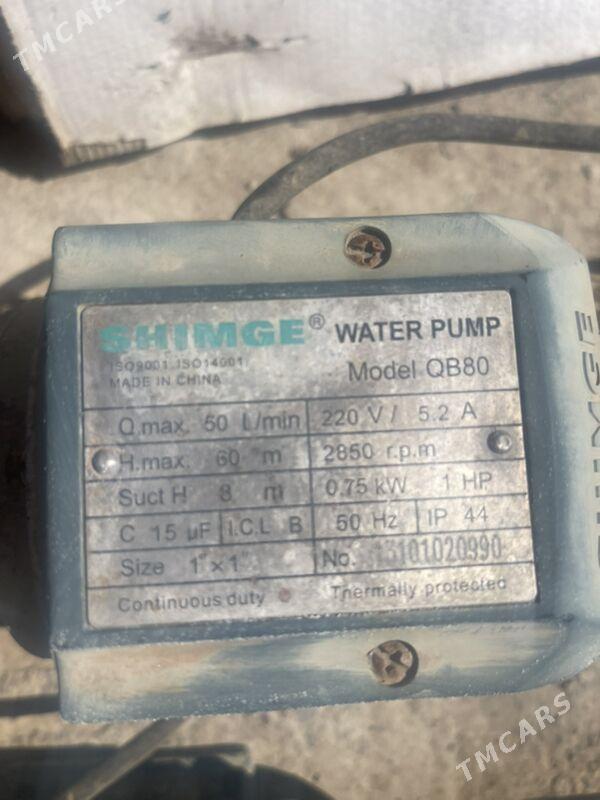 TMCARS
SHIMGE® WATER PUMP
ISO9001. ISO14001
MADE IN CHINA
Model QB80
Q.max. 50 L/min 220 V / 5.2 A
H.max. 60 m 2850 r.p.m
Suct H 8 m 0.75 kW 1 HP
C 15 µF I.C.L B 50 Hz IP 44
Size 1"×1" No. 13101020990
Continuous duty Thermally protected
SHIMGE
TMCARS